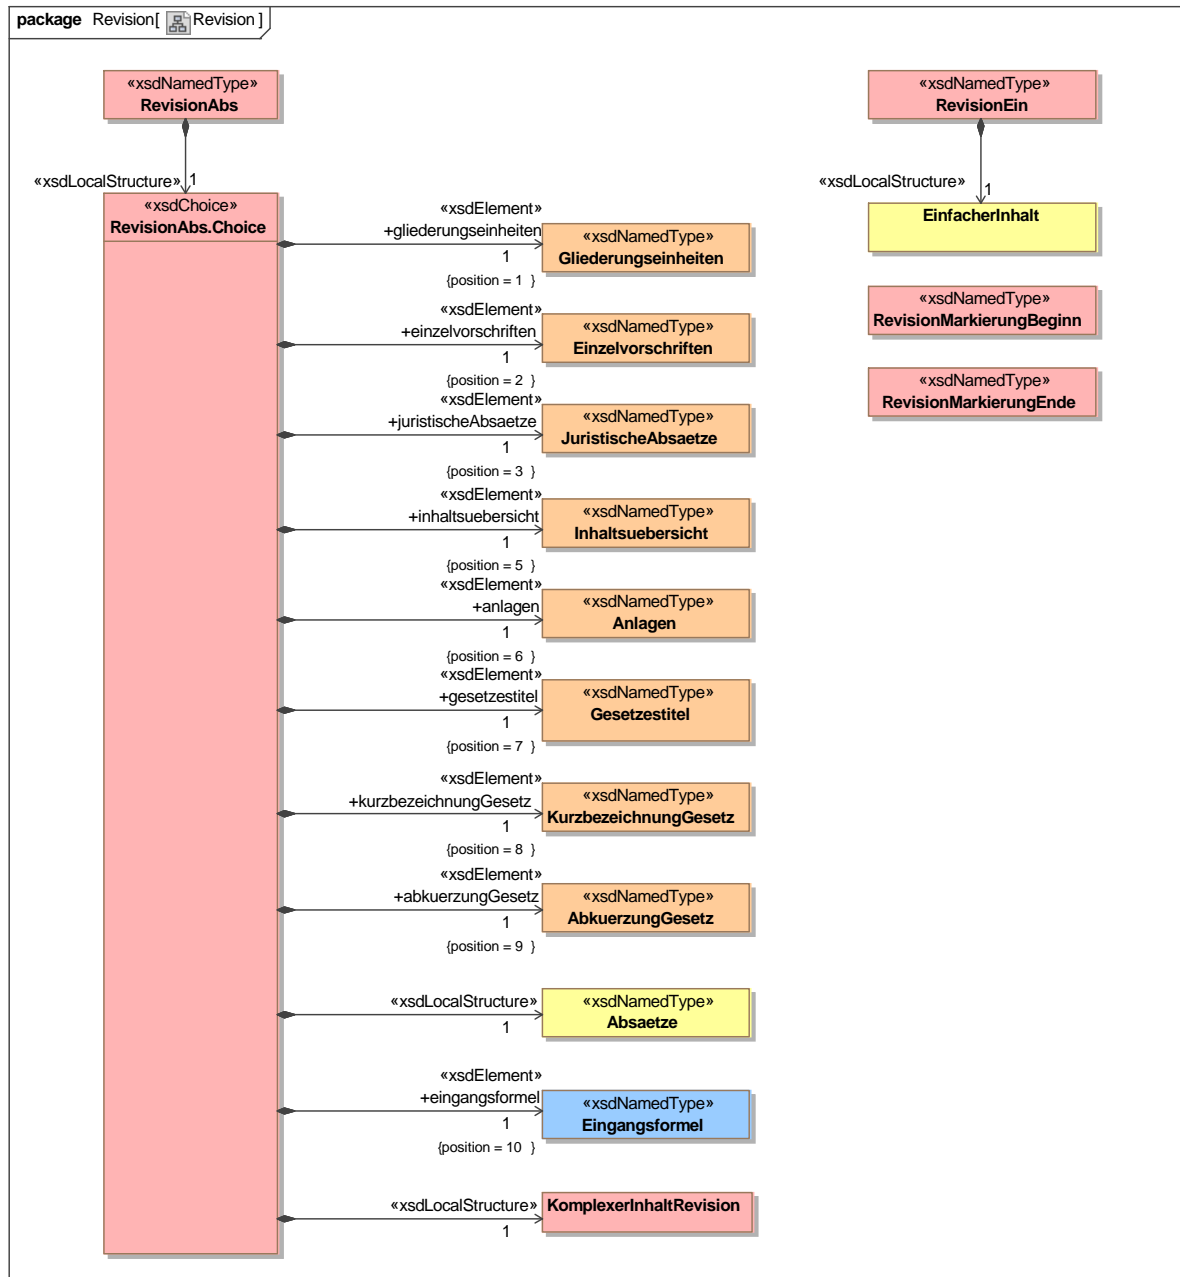 package Revision[ Revision ]
«xsdNamedType»
RevisionAbs
«xsdLocalStructure» 1
«xsdChoice»
RevisionAbs.Choice
«xsdElement»
+gliederungseinheiten
1
{position = 1 }
«xsdNamedType»
Gliederungseinheiten
«xsdElement»
+einzelvorschriften
1
{position = 2 }
«xsdNamedType»
Einzelvorschriften
«xsdElement»
+juristischeAbsaetze
1
{position = 3 }
«xsdNamedType»
JuristischeAbsaetze
«xsdElement»
+inhaltsuebersicht
1
{position = 5 }
«xsdNamedType»
Inhaltsuebersicht
«xsdElement»
+anlagen
1
{position = 6 }
«xsdNamedType»
Anlagen
«xsdElement»
+gesetzestitel
1
{position = 7 }
«xsdNamedType»
Gesetzestitel
«xsdElement»
+kurzbezeichnungGesetz
1
{position = 8 }
«xsdNamedType»
KurzbezeichnungGesetz
«xsdElement»
+abkuerzungGesetz
1
{position = 9 }
«xsdNamedType»
AbkuerzungGesetz
«xsdLocalStructure»
1
«xsdNamedType»
Absaetze
«xsdElement»
+eingangsformel
1
{position = 10 }
«xsdNamedType»
Eingangsformel
«xsdLocalStructure»
1
KomplexerInhaltRevision
«xsdNamedType»
RevisionEin
«xsdLocalStructure»
1
EinfacherInhalt
«xsdNamedType»
RevisionMarkierungBeginn
«xsdNamedType»
RevisionMarkierungEnde